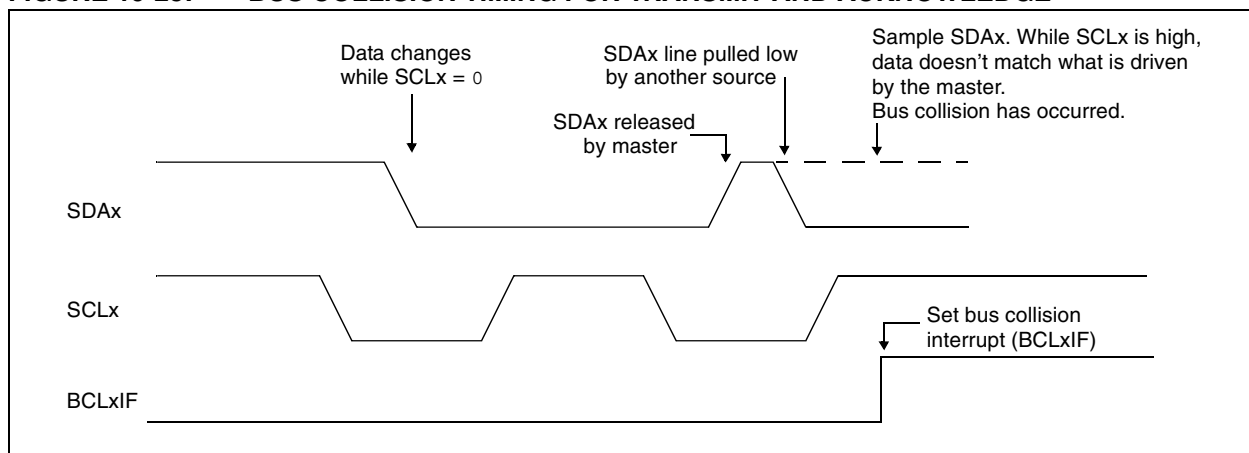 Data changes
while SCLx = 0
SDAx line pulled low
by another source
Sample SDAx. While SCLx is high,
data doesn't match what is driven
by the master.
Bus collision has occurred.
SDAx released
by master
SDAx
SCLx
Set bus collision
interrupt (BCLxIF)
BCLxIF